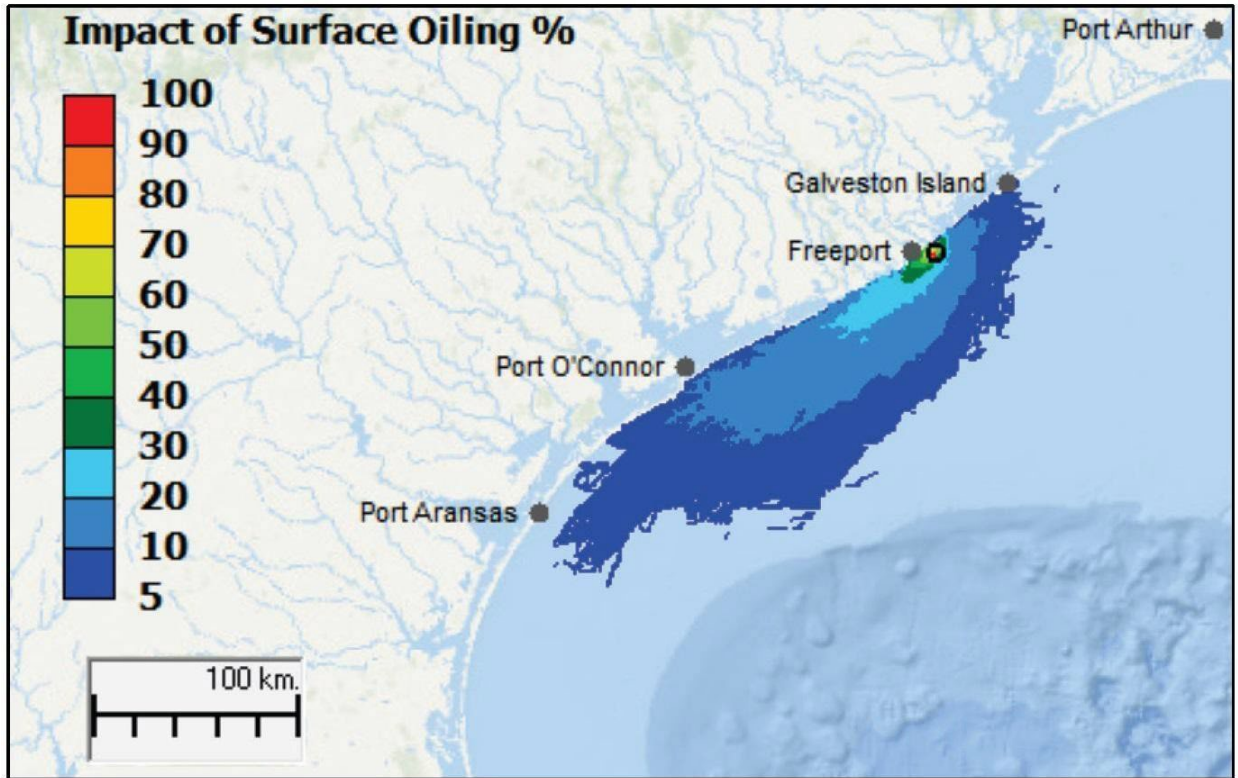 Impact of Surface Oiling %
Port Arthur
100
90
80
70
60
50
40
30
20
10
5
Galveston Island
Freeport
Port O'Connor
Port Aransas
100 km.